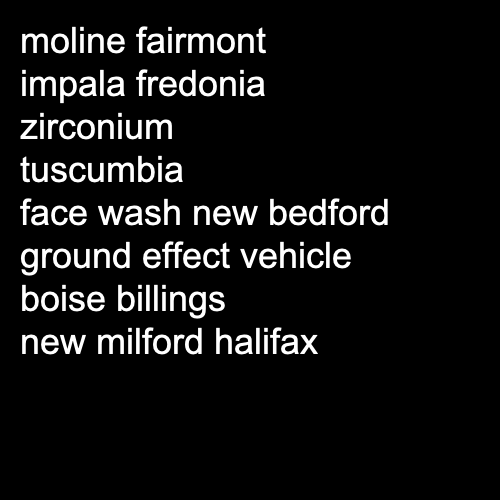 moline fairmont
impala fredonia
zirconium
tuscumbia
face wash new bedford
ground effect vehicle
boise billings
new milford halifax